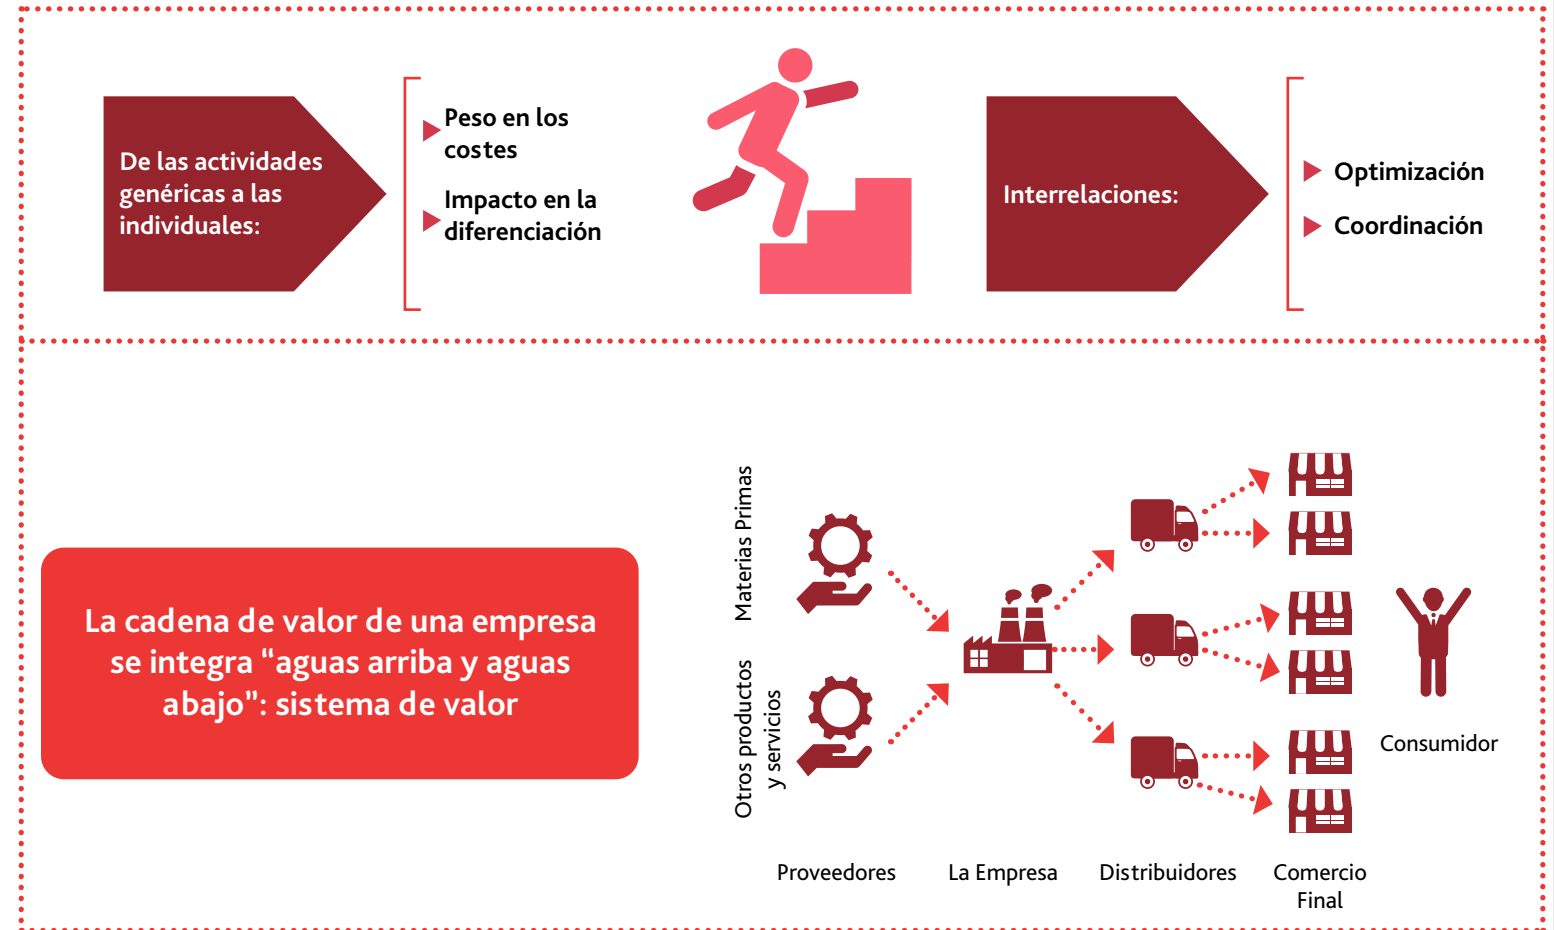 De las actividades
genéricas a las
individuales:
Peso en los
costes
Impacto en la
diferenciación
Interrelaciones:
Optimización
Coordinación
La cadena de valor de una empresa
se integra “aguas arriba y aguas
abajo”: sistema de valor
Materias Primas
Otros productos
y servicios
Consumidor
Proveedores
La Empresa
Distribuidores
Comercio
Final